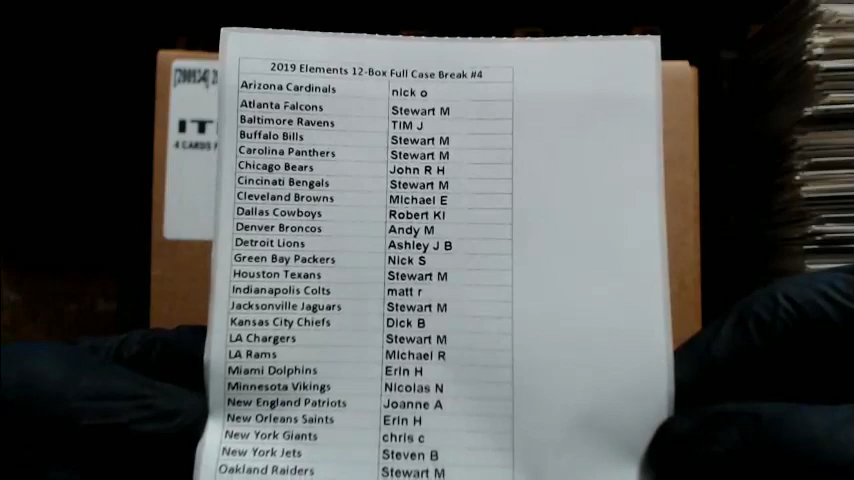 2019 Elements 12-Box Full Case Break #4
Arizona Cardinals nick o
Atlanta Falcons Stewart M
Baltimore Ravens TIM J
Buffalo Bills Stewart M
Carolina Panthers Stewart M
Chicago Bears John R H
Cincinati Bengals Stewart M
Cleveland Browns Michael E
Dallas Cowboys Robert Kl
Denver Broncos Andy M
Detroit Lions Ashley J B
Green Bay Packers Nick S
Houston Texans Stewart M
Indianapolis Colts matt r
Jacksonville Jaguars Stewart M
Kansas City Chiefs Dick B
LA Chargers Stewart M
LA Rams Michael R
Miami Dolphins Erin H
Minnesota Vikings Nicolas N
New England Patriots Joanne A
New Orleans Saints Erin H
New York Giants chris c
New York Jets Steven B
Oakland Raiders Stewart M
4 CARDS